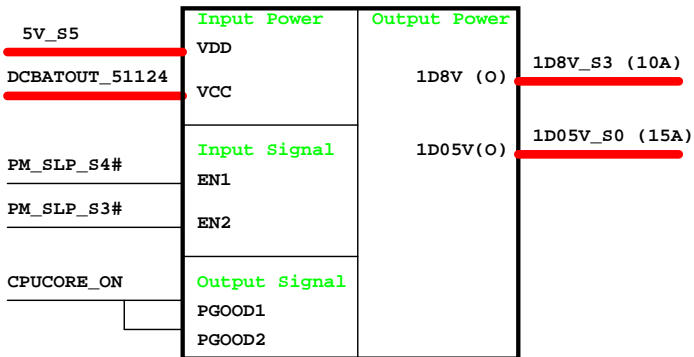 5V_S5
DCBATOUT_51124
PM_SLP_S4#
PM_SLP_S3#
CPUCORE_ON
Input Power
VDD
VCC
Input Signal
EN1
EN2
Output Signal
PGOOD1
PGOOD2
Output Power
1D8V (O)
1D05V(O)
1D8V_S3 (10A)
1D05V_S0 (15A)